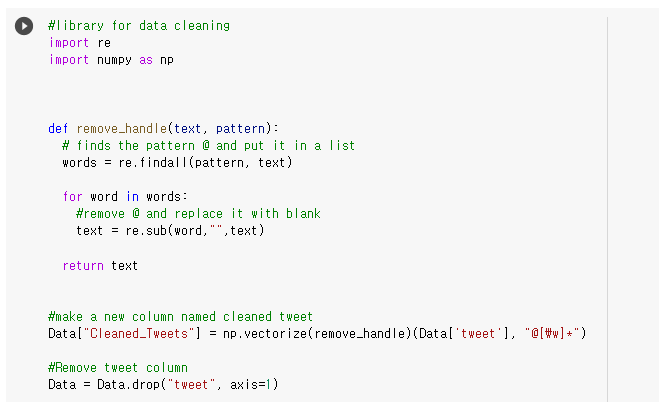 #library for data cleaning
import re
import numpy as np
def remove_handle(text, pattern):
# finds the pattern @ and put it in a list
words = re.findall(pattern, text)
for word in words:
#remove @ and replace it with blank
text = re.sub(word,"",text)
return text
#make a new column named cleaned tweet
Data["Cleaned_Tweets"] = np.vectorize(remove_handle)(Data['tweet'], "@[₩w]*")
#Remove tweet column
Data = Data.drop("tweet", axis=1)